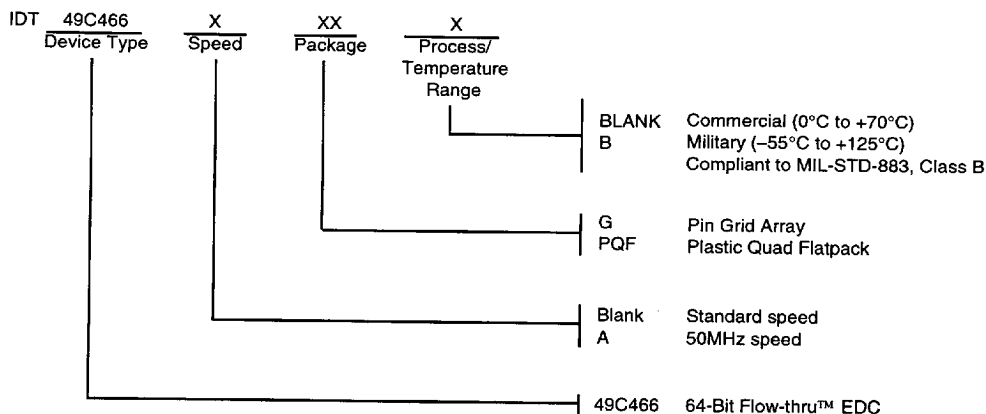 IDT 49C466 X XX X
Device Type Speed Package Process/
Temperature
Range
BLANK Commercial (0°C to +70°C)
B Military (–55°C to +125°C)
Compliant to MIL-STD-883, Class B
G Pin Grid Array
PQF Plastic Quad Flatpack
Blank Standard speed
A 50MHz speed
49C466 64-Bit Flow-thru™ EDC